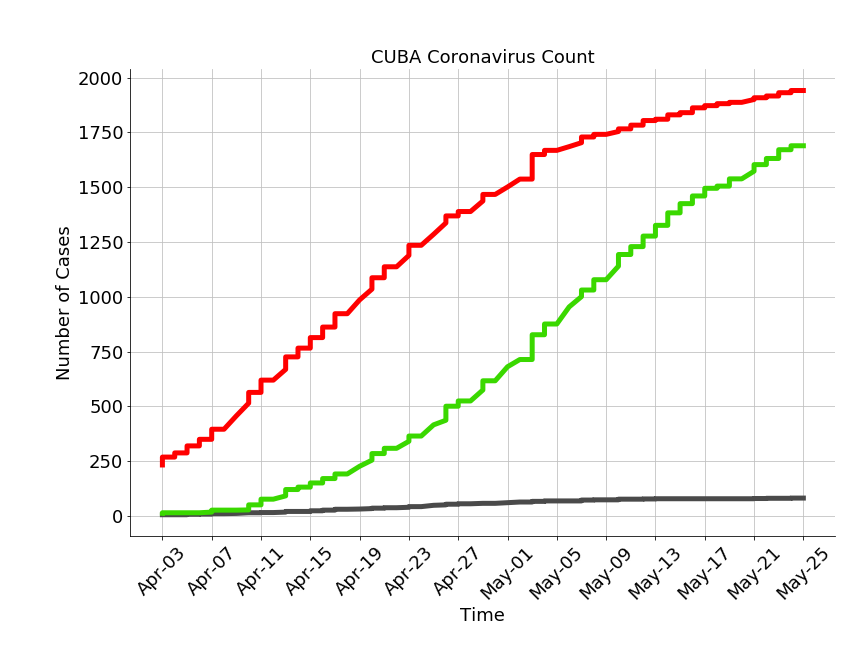 CUBA Coronavirus Count
2000
1750
1500
1250
1000
750
500
250
0
Number of Cases
Apr-03
Apr-07
Apr-11
Apr-15
Apr-19
Apr-23
Apr-27
May-01
May-05
May-09
May-13
May-17
May-21
May-25
Time